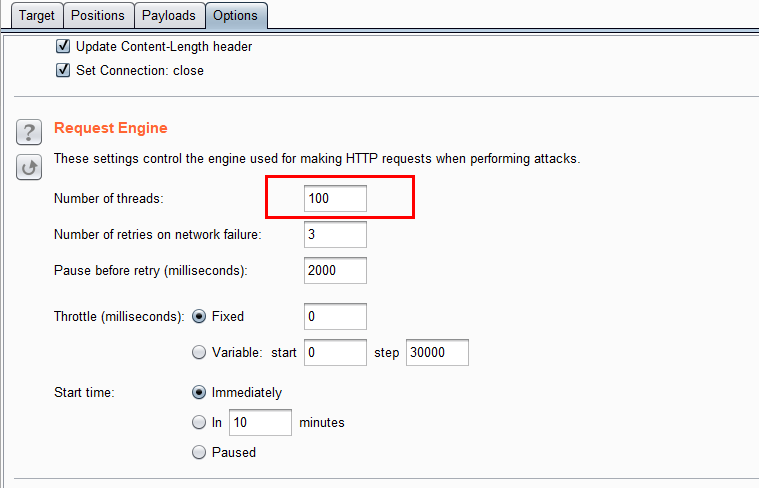 Target Positions Payloads Options
Update Content-Length header
Set Connection: close
? Request Engine
These settings control the engine used for making HTTP requests when performing attacks.
Number of threads: 100
Number of retries on network failure: 3
Pause before retry (milliseconds): 2000
Throttle (milliseconds): Fixed 0
Variable: start 0 step 30000
Start time: Immediately
In 10 minutes
Paused